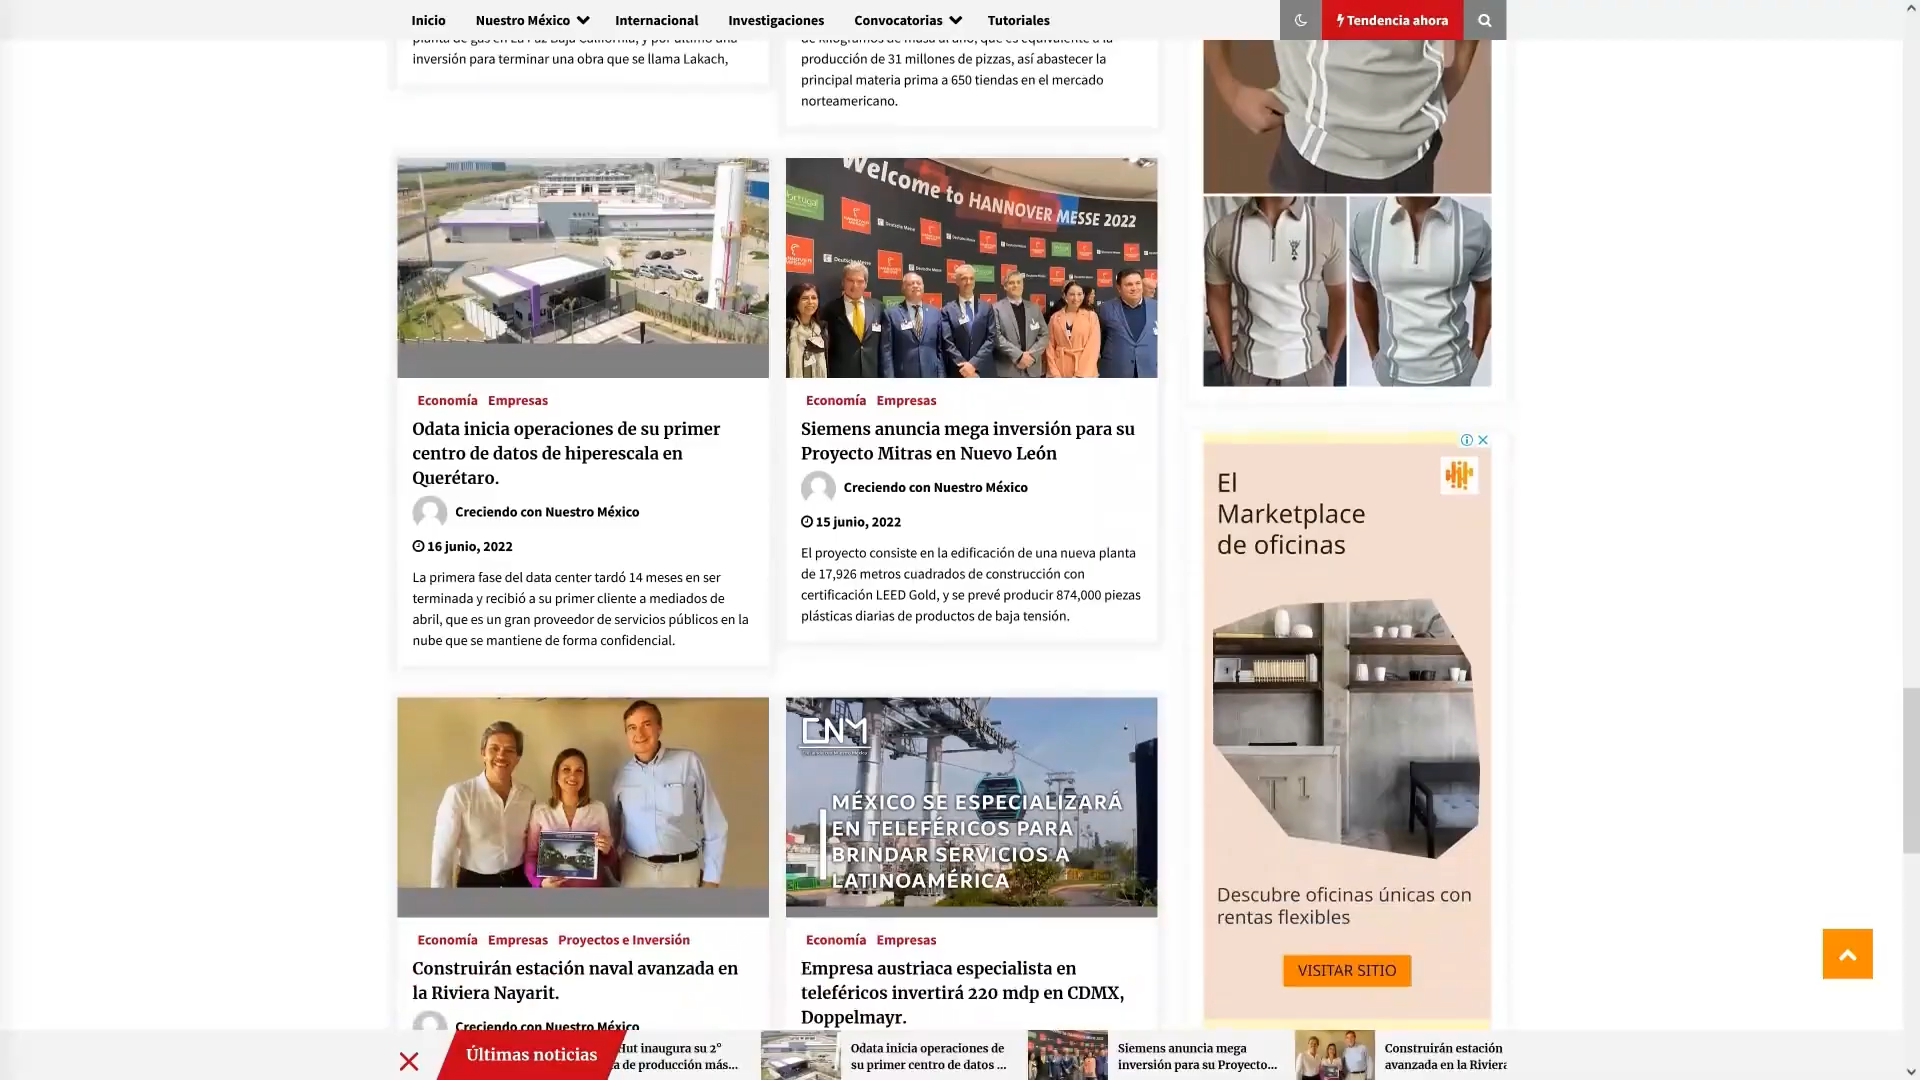 Inicio
Nuestro México
Internacional
Investigaciones
Convocatorias
Tutoriales
Tendencia ahora
inversión para terminar una obra que se llama Lakach,
producción de 31 millones de pizzas, así abastecer la
principal materia prima a 650 tiendas en el mercado
norteamericano.
Welcome to HANNOVER MESSE 2022
Economía Empresas
Odata inicia operaciones de su primer
centro de datos de hiperescala en
Querétaro.
Creciendo con Nuestro México
16 junio, 2022
La primera fase del data center tardó 14 meses en ser
terminada y recibió a su primer cliente a mediados de
abril, que es un gran proveedor de servicios públicos en la
nube que se mantiene de forma confidencial.
Economía Empresas
Siemens anuncia mega inversión para su
Proyecto Mitras en Nuevo León
Creciendo con Nuestro México
15 junio, 2022
El proyecto consiste en la edificación de una nueva planta
de 17,926 metros cuadrados de construcción con
certificación LEED Gold, y se prevé producir 874,000 piezas
plásticas diarias de productos de baja tensión.
El
Marketplace
de oficinas
Descubre oficinas únicas con
rentas flexibles
VISITAR SITIO
CNM
MÉXICO SE ESPECIALIZARÁ
EN TELEFÉRICOS PARA
BRINDAR SERVICIOS A
LATINOAMÉRICA
Economía Empresas Proyectos e Inversión
Construirán estación naval avanzada en
la Riviera Nayarit.
Creciendo con Nuestro México
Economía Empresas
Empresa austriaca especialista en
teleféricos invertirá 220 mdp en CDMX,
Doppelmayr.
Últimas noticias
Hut inaugura su 2°
de producción más...
Odata inicia operaciones de
su primer centro de datos ...
Siemens anuncia mega
inversión para su Proyecto...
Construirán estación
avanzada en la Riviera